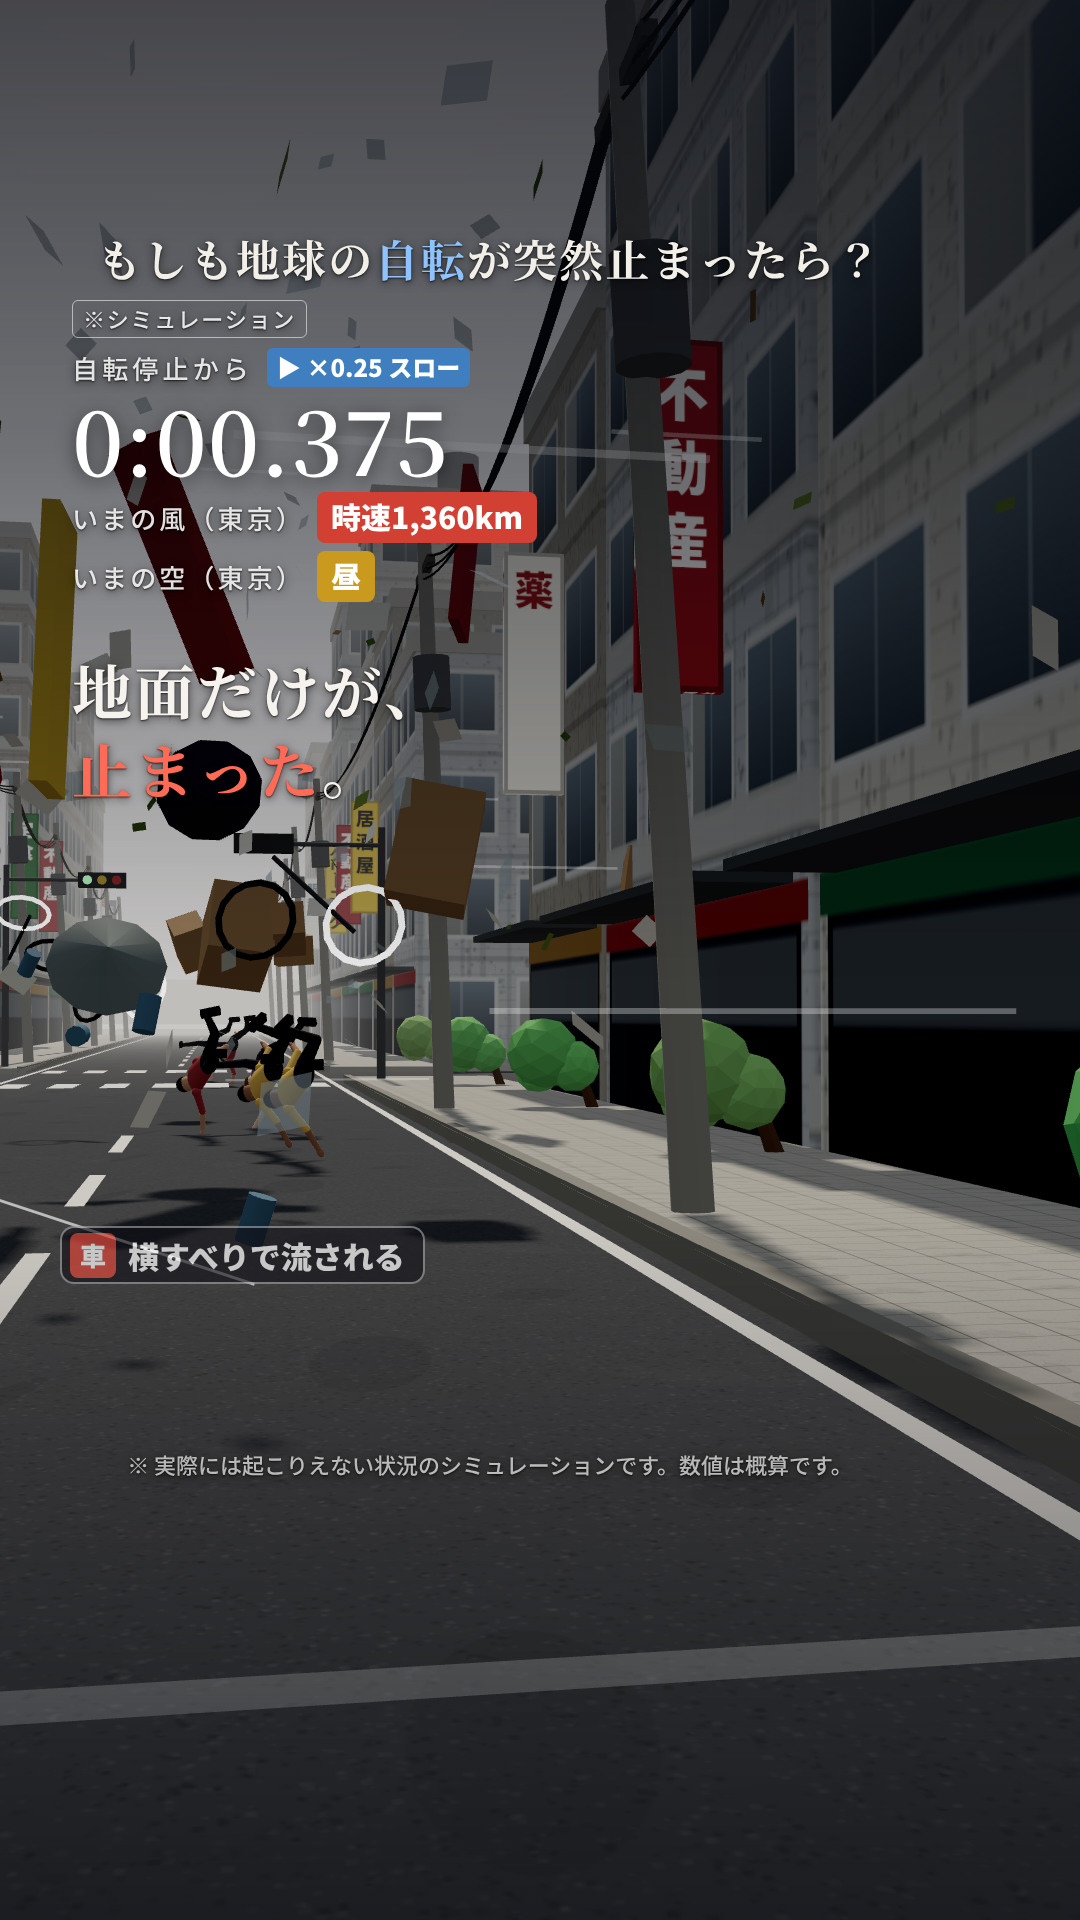 もしも地球の自転が突然止まったら？
※シミュレーション
自転停止から ▶ ×0.25 スロー
0:00.375
いまの風（東京） 時速1,360km
いまの空（東京） 昼
地面だけが、
止まった。
不動産
薬
居酒屋
車 横すべりで流される
※ 実際には起こりえない状況のシミュレーションです。数値は概算です。